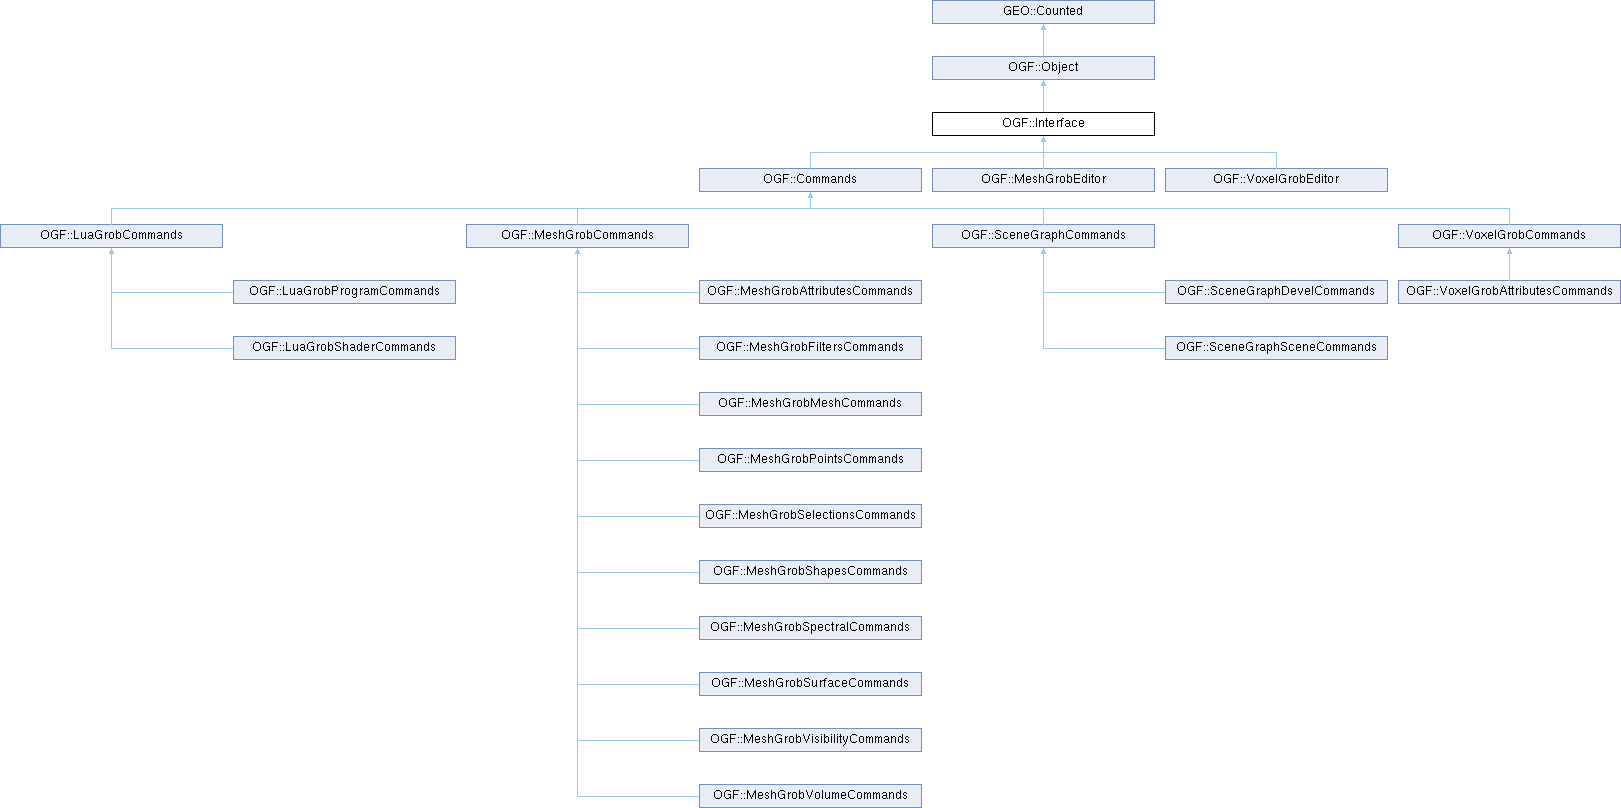 GEO::Counted
OGF::Object
OGF::Interface
OGF::Commands
OGF::MeshGrobEditor
OGF::VoxelGrobEditor
OGF::LuaGrobCommands
OGF::MeshGrobCommands
OGF::SceneGraphCommands
OGF::VoxelGrobCommands
OGF::LuaGrobProgramCommands
OGF::MeshGrobAttributesCommands
OGF::SceneGraphDevelCommands
OGF::VoxelGrobAttributesCommands
OGF::LuaGrobShaderCommands
OGF::MeshGrobFiltersCommands
OGF::SceneGraphSceneCommands
OGF::MeshGrobMeshCommands
OGF::MeshGrobPointsCommands
OGF::MeshGrobSelectionsCommands
OGF::MeshGrobShapesCommands
OGF::MeshGrobSpectralCommands
OGF::MeshGrobSurfaceCommands
OGF::MeshGrobVisibilityCommands
OGF::MeshGrobVolumeCommands